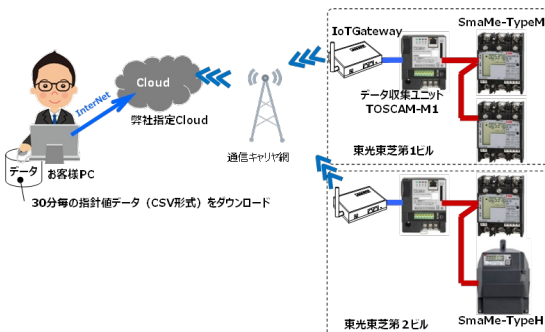 SmaMe-TypeM
IoTGateway
データ収集ユニット
TOSCAM-M1
東光東芝第1ビル
Cloud
弊社指定Cloud
InterNet
通信キャリヤ網
データ
お客様PC
30分毎の指針値データ（CSV形式）をダウンロード
東光東芝第２ビル
SmaMe-TypeH